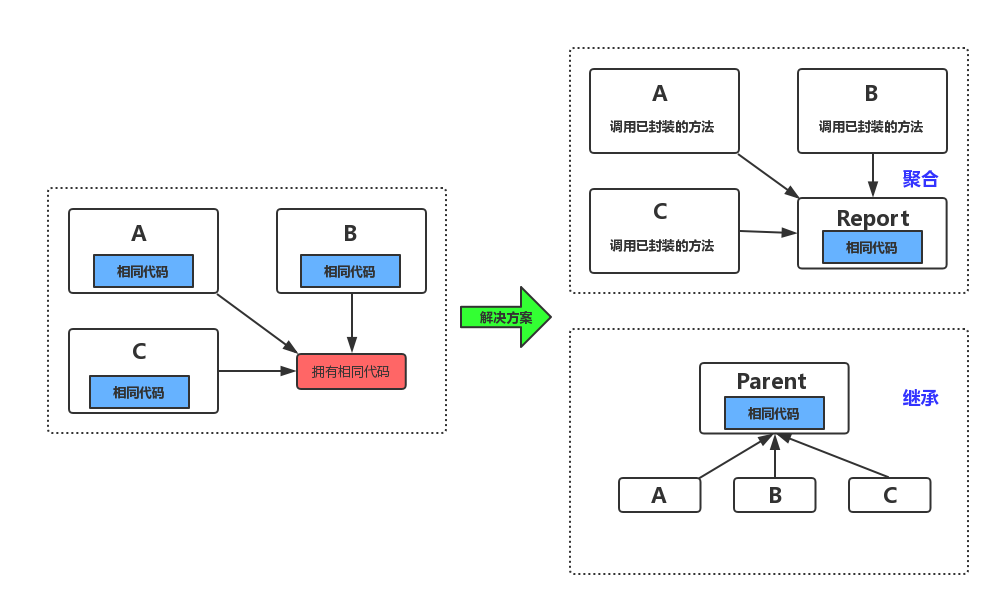 A
相同代码
B
相同代码
C
相同代码
拥有相同代码
解决方案
A
调用已封装的方法
B
调用已封装的方法
聚合
C
调用已封装的方法
Report
相同代码
Parent
相同代码
继承
A
B
C